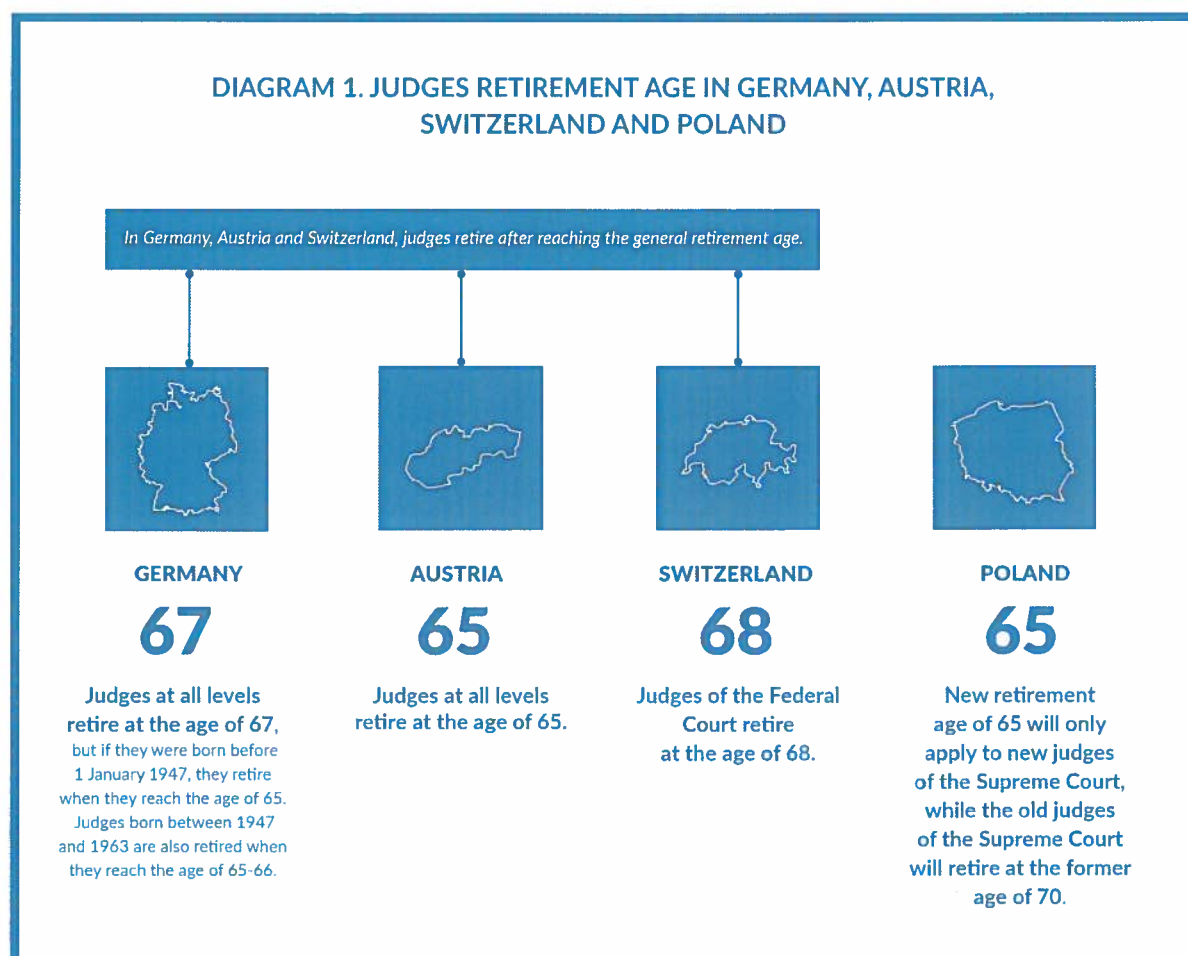 DIAGRAM 1. JUDGES RETIREMENT AGE IN GERMANY, AUSTRIA,
SWITZERLAND AND POLAND
In Germany, Austria and Switzerland, judges retire after reaching the general retirement age.
GERMANY
67
Judges at all levels
retire at the age of 67,
but if they were born before
1 January 1947, they retire
when they reach the age of 65.
Judges born between 1947
and 1963 are also retired when
they reach the age of 65-66.
AUSTRIA
65
Judges at all levels
retire at the age of 65.
SWITZERLAND
68
Judges of the Federal
Court retire
at the age of 68.
POLAND
65
New retirement
age of 65 will only
apply to new judges
of the Supreme Court,
while the old judges
of the Supreme Court
will retire at the former
age of 70.